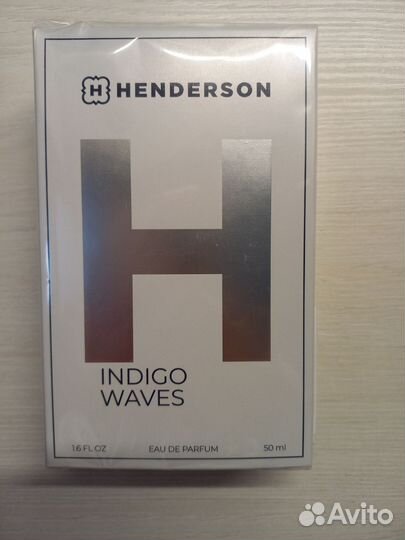 H HENDERSON
H
INDIGO
WAVES
1.6 FL OZ EAU DE PARFUM 50 ml
Avito